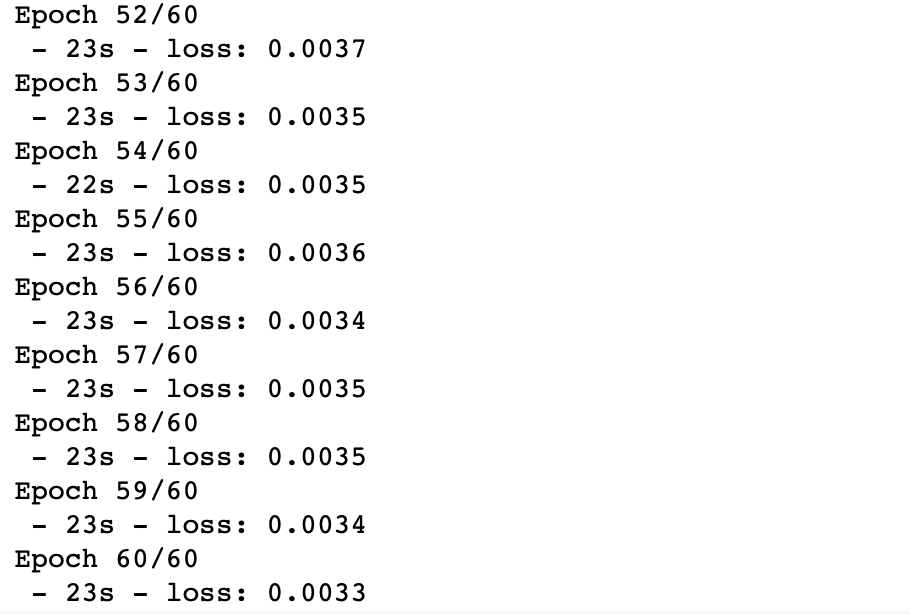 Epoch 52/60
 - 23s - loss: 0.0037
Epoch 53/60
 - 23s - loss: 0.0035
Epoch 54/60
 - 22s - loss: 0.0035
Epoch 55/60
 - 23s - loss: 0.0036
Epoch 56/60
 - 23s - loss: 0.0034
Epoch 57/60
 - 23s - loss: 0.0035
Epoch 58/60
 - 23s - loss: 0.0035
Epoch 59/60
 - 23s - loss: 0.0034
Epoch 60/60
 - 23s - loss: 0.0033